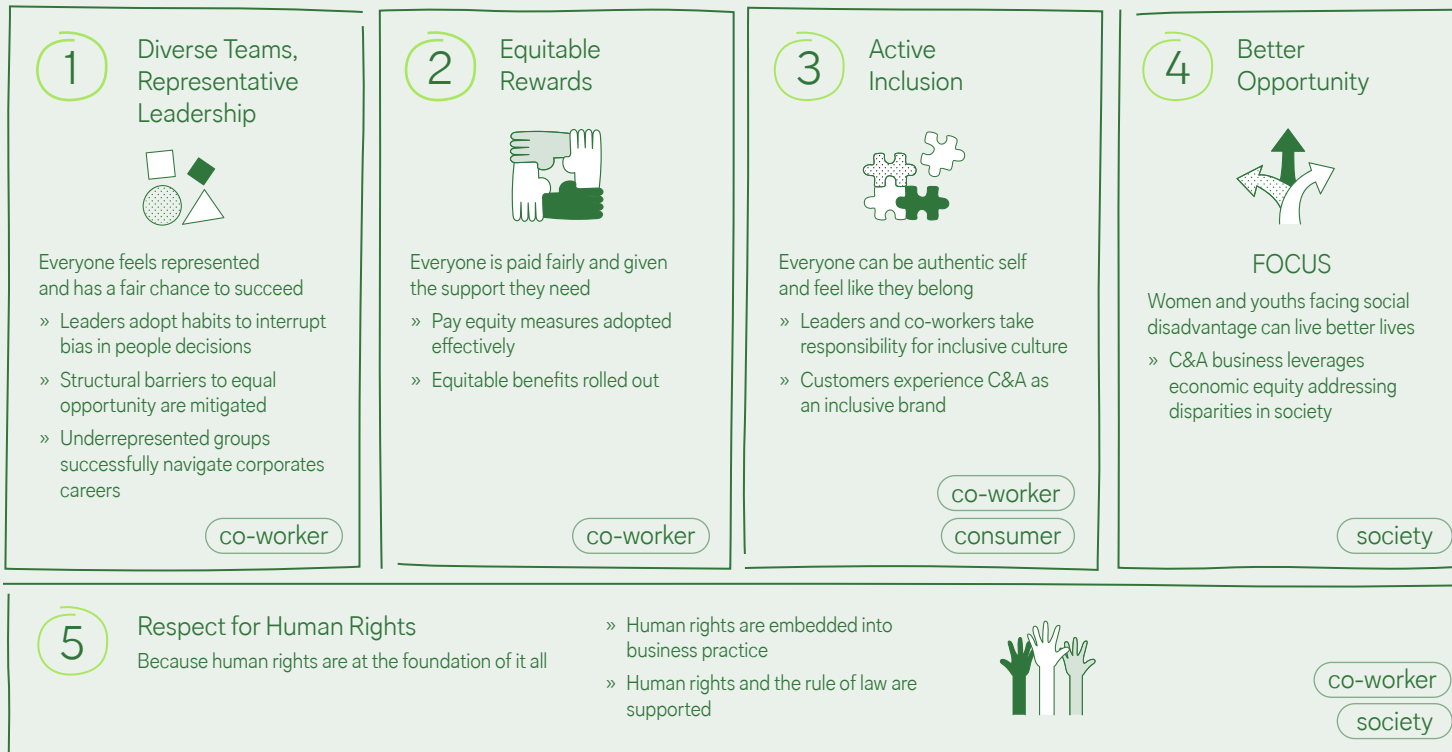 1
Diverse Teams,
Representative
Leadership
Everyone feels represented
and has a fair chance to succeed
» Leaders adopt habits to interrupt
bias in people decisions
» Structural barriers to equal
opportunity are mitigated
» Underrepresented groups
successfully navigate corporates
careers
co-worker
2
Equitable
Rewards
Everyone is paid fairly and given
the support they need
» Pay equity measures adopted
effectively
» Equitable benefits rolled out
co-worker
3
Active
Inclusion
Everyone can be authentic self
and feel like they belong
» Leaders and co-workers take
responsibility for inclusive culture
» Customers experience C&A as
an inclusive brand
co-worker
consumer
4
Better
Opportunity
FOCUS
Women and youths facing social
disadvantage can live better lives
» C&A business leverages
economic equity addressing
disparities in society
society
5
Respect for Human Rights
Because human rights are at the foundation of it all
» Human rights are embedded into
business practice
» Human rights and the rule of law are
supported
co-worker
society